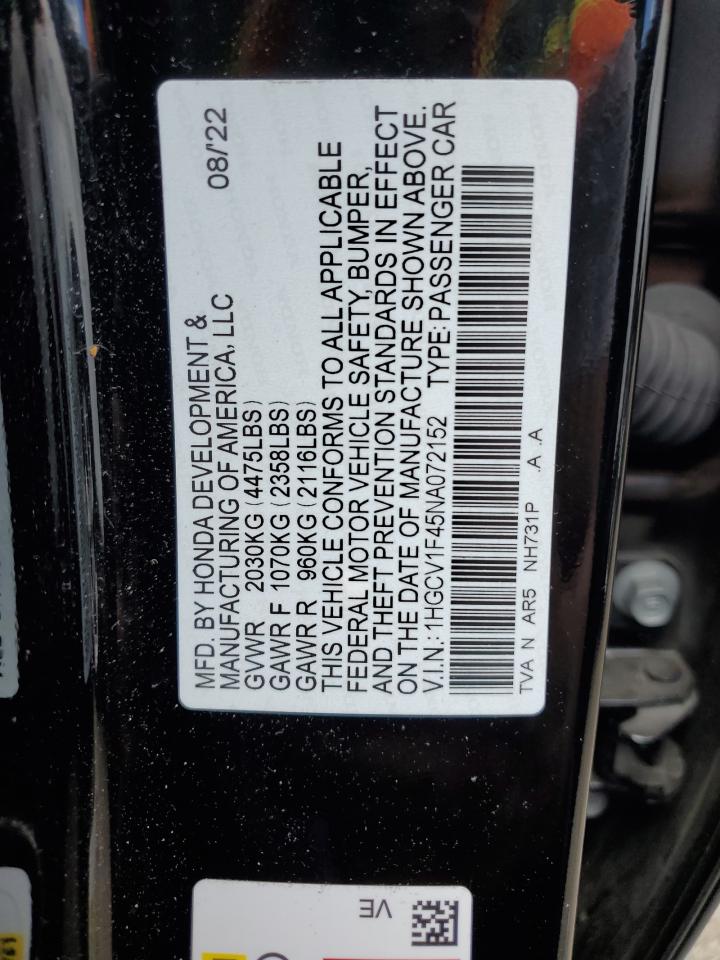 MFD. BY HONDA DEVELOPMENT & 08/'22
MANUFACTURING OF AMERICA, LLC
GVWR 2030KG (4475LBS)
GAWR F 1070KG (2358LBS)
GAWR R 960KG (2116LBS)
THIS VEHICLE CONFORMS TO ALL APPLICABLE
FEDERAL MOTOR VEHICLE SAFETY, BUMPER,
AND THEFT PREVENTION STANDARDS IN EFFECT
ON THE DATE OF MANUFACTURE SHOWN ABOVE.
V.I.N.: 1HGCV1F45NA072152 TYPE: PASSENGER CAR
TVA N AR5 NH731P .A .A
VE